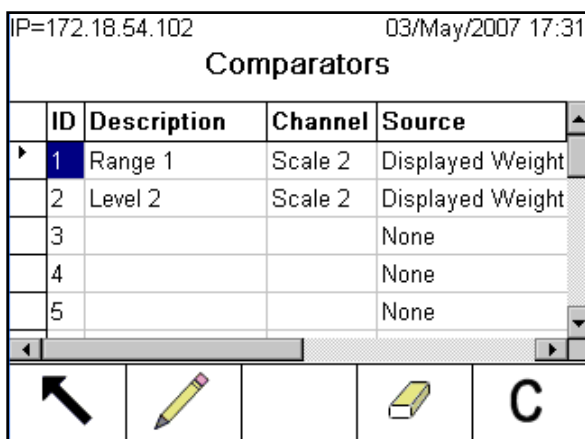 IP=172.18.54.102 03/May/2007 17:31
Comparators
ID Description Channel Source
1 Range 1 Scale 2 Displayed Weight
2 Level 2 Scale 2 Displayed Weight
3 None
4 None
5 None
C